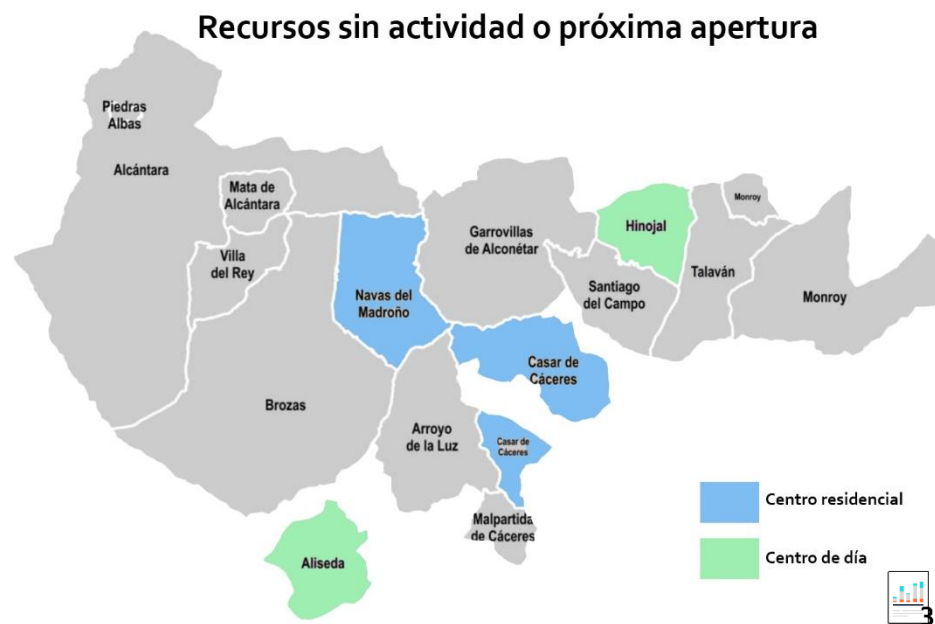 Recursos sin actividad o próxima apertura
Piedras
Albas
Alcántara
Mata de
Alcántara
Villa
del Rey
Navas del
Madroño
Garrovillas
de Alconétar
Hinojal
Monroy
Santiago
del Campo
Talaván
Monroy
Casar de
Cáceres
Brozas
Arroyo
de la Luz
Casar de
Cáceres
Malpartida
de Cáceres
Aliseda
Centro residencial
Centro de día
3